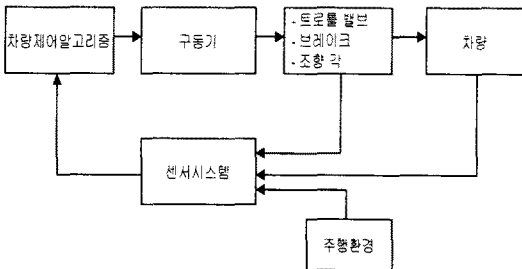 차량제어알고리즘
구동기
- 트로틀 밸브
- 브레이크
- 조향 각
차량
센서시스템
주행환경